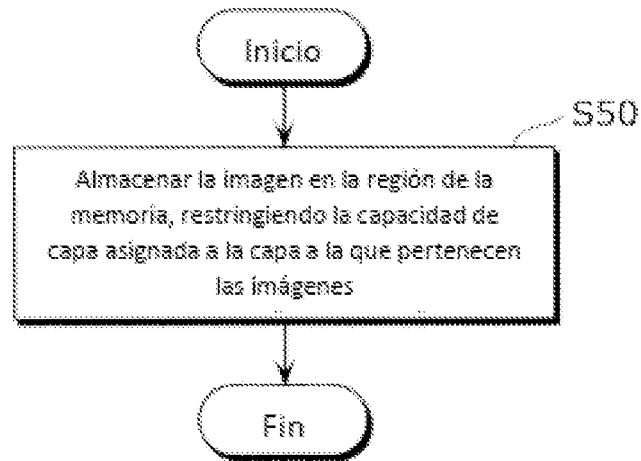 Inicio
S50
Almacenar la imagen en la región de la
memoria, restringiendo la capacidad de
capa asignada a la capa a la que pertenecen
las imágenes
Fin